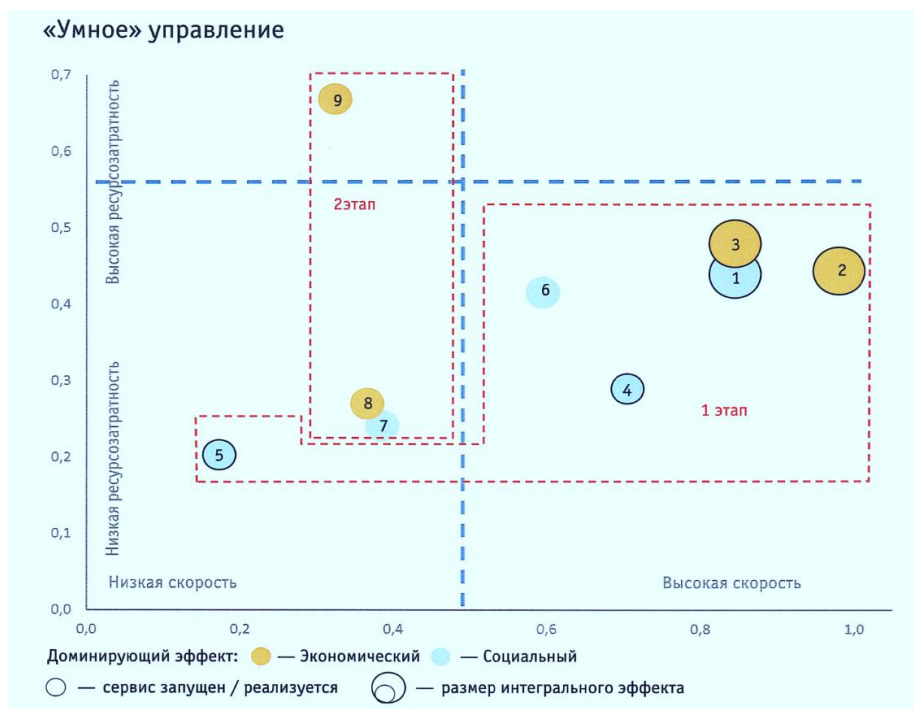 «Умное» управление
0,7
0,6
0,5
0,4
0,3
0,2
0,1
0,0
Высокая ресурсозатратность
Низкая ресурсозатратность
9
2этап
3
1
2
6
4
1 этап
8
7
5
Низкая скорость
Высокая скорость
0,0
0,2
0,4
0,6
0,8
1,0
Доминирующий эффект: — Экономический — Социальный
— сервис запущен / реализуется — размер интегрального эффекта